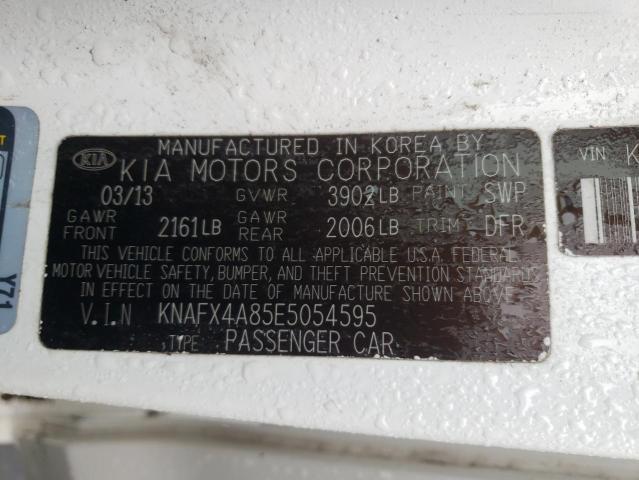 MANUFACTURED IN KOREA BY
KIA KIA MOTORS CORPORATION
03/13 GVWR 3902LB PAINT SWP
GAWR FRONT 2161LB GAWR REAR 2006LB TRIM DFR
THIS VEHICLE CONFORMS TO ALL APPLICABLE U.S.A. FEDERAL
MOTOR VEHICLE SAFETY, BUMPER, AND THEFT PREVENTION STANDARDS
IN EFFECT ON THE DATE OF MANUFACTURE SHOWN ABOVE.
V.I.N KNAFX4A85E5054595
TYPE PASSENGER CAR
VIN K
YZ1